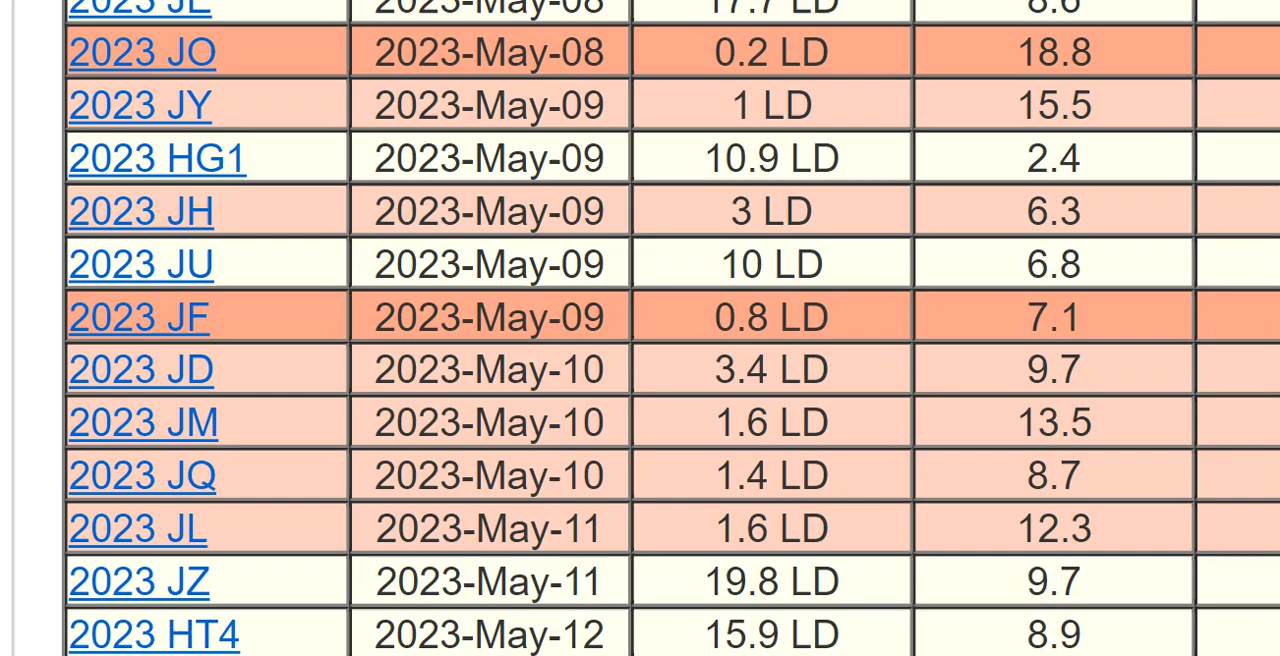 2023 JE 2023-May-08 17.7 LD 8.6
2023 JO 2023-May-08 0.2 LD 18.8
2023 JY 2023-May-09 1 LD 15.5
2023 HG1 2023-May-09 10.9 LD 2.4
2023 JH 2023-May-09 3 LD 6.3
2023 JU 2023-May-09 10 LD 6.8
2023 JF 2023-May-09 0.8 LD 7.1
2023 JD 2023-May-10 3.4 LD 9.7
2023 JM 2023-May-10 1.6 LD 13.5
2023 JQ 2023-May-10 1.4 LD 8.7
2023 JL 2023-May-11 1.6 LD 12.3
2023 JZ 2023-May-11 19.8 LD 9.7
2023 HT4 2023-May-12 15.9 LD 8.9